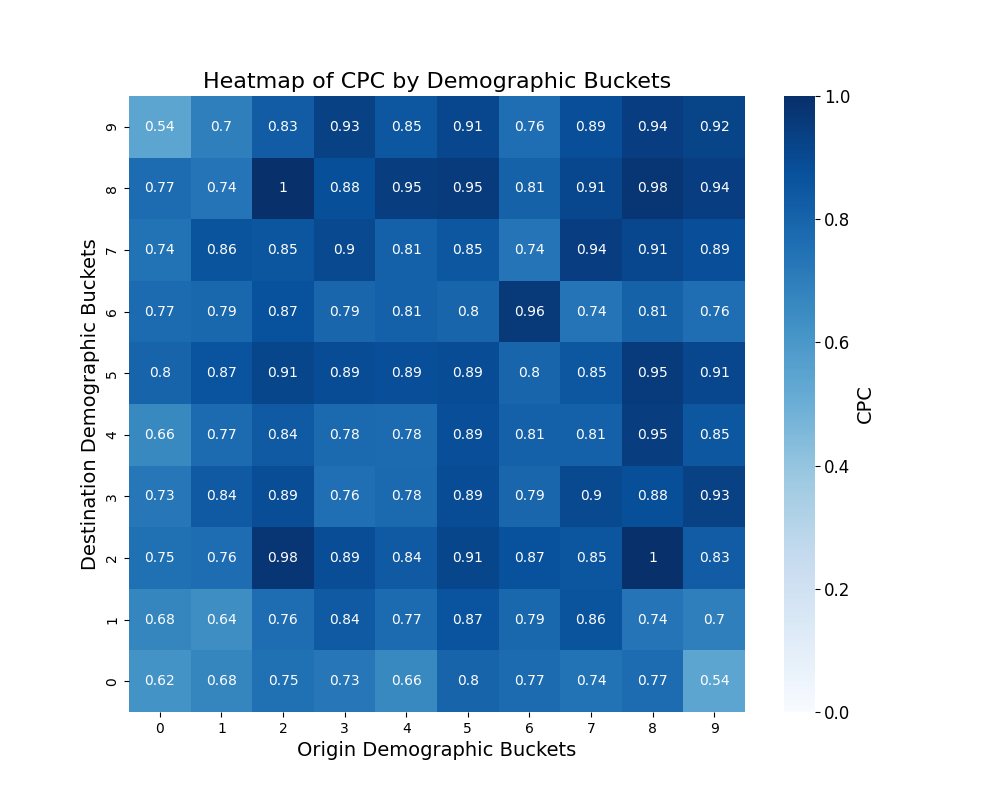 Heatmap of CPC by Demographic Buckets
9 0.54 0.7 0.83 0.93 0.85 0.91 0.76 0.89 0.94 0.92
8 0.77 0.74 1 0.88 0.95 0.95 0.81 0.91 0.98 0.94
7 0.74 0.86 0.85 0.9 0.81 0.85 0.74 0.94 0.91 0.89
6 0.77 0.79 0.87 0.79 0.81 0.8 0.96 0.74 0.81 0.76
5 0.8 0.87 0.91 0.89 0.89 0.89 0.8 0.85 0.95 0.91
4 0.66 0.77 0.84 0.78 0.78 0.89 0.81 0.81 0.95 0.85
3 0.73 0.84 0.89 0.76 0.78 0.89 0.79 0.9 0.88 0.93
2 0.75 0.76 0.98 0.89 0.84 0.91 0.87 0.85 1 0.83
1 0.68 0.64 0.76 0.84 0.77 0.87 0.79 0.86 0.74 0.7
0 0.62 0.68 0.75 0.73 0.66 0.8 0.77 0.74 0.77 0.54
0 1 2 3 4 5 6 7 8 9
Origin Demographic Buckets
Destination Demographic Buckets
1.0
0.8
0.6
0.4
0.2
0.0
CPC